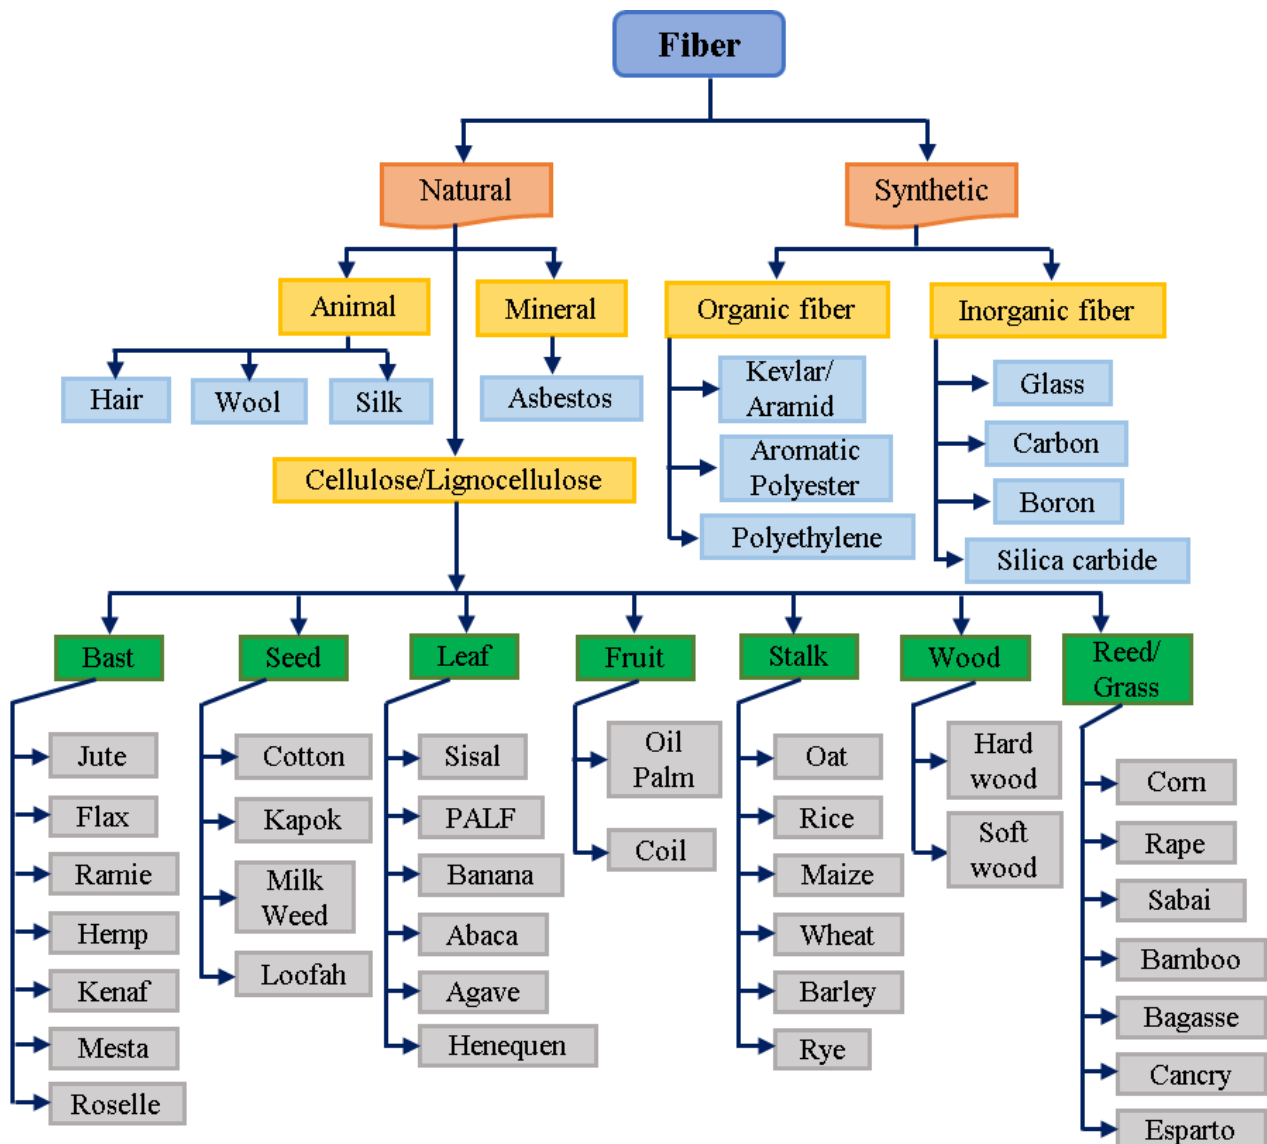 Fiber
Natural
Synthetic
Animal
Mineral
Organic fiber
Inorganic fiber
Hair
Wool
Silk
Asbestos
Kevlar/
Aramid
Aromatic
Polyester
Polyethylene
Glass
Carbon
Boron
Silica carbide
Cellulose/Lignocellulose
Bast
Seed
Leaf
Fruit
Stalk
Wood
Reed/
Grass
Jute
Flax
Ramie
Hemp
Kenaf
Mesta
Roselle
Cotton
Kapok
Milk
Weed
Loofah
Sisal
PALF
Banana
Abaca
Agave
Henequen
Oil
Palm
Coil
Oat
Rice
Maize
Wheat
Barley
Rye
Hard
wood
Soft
wood
Corn
Rape
Sabai
Bamboo
Bagasse
Cancry
Esparto